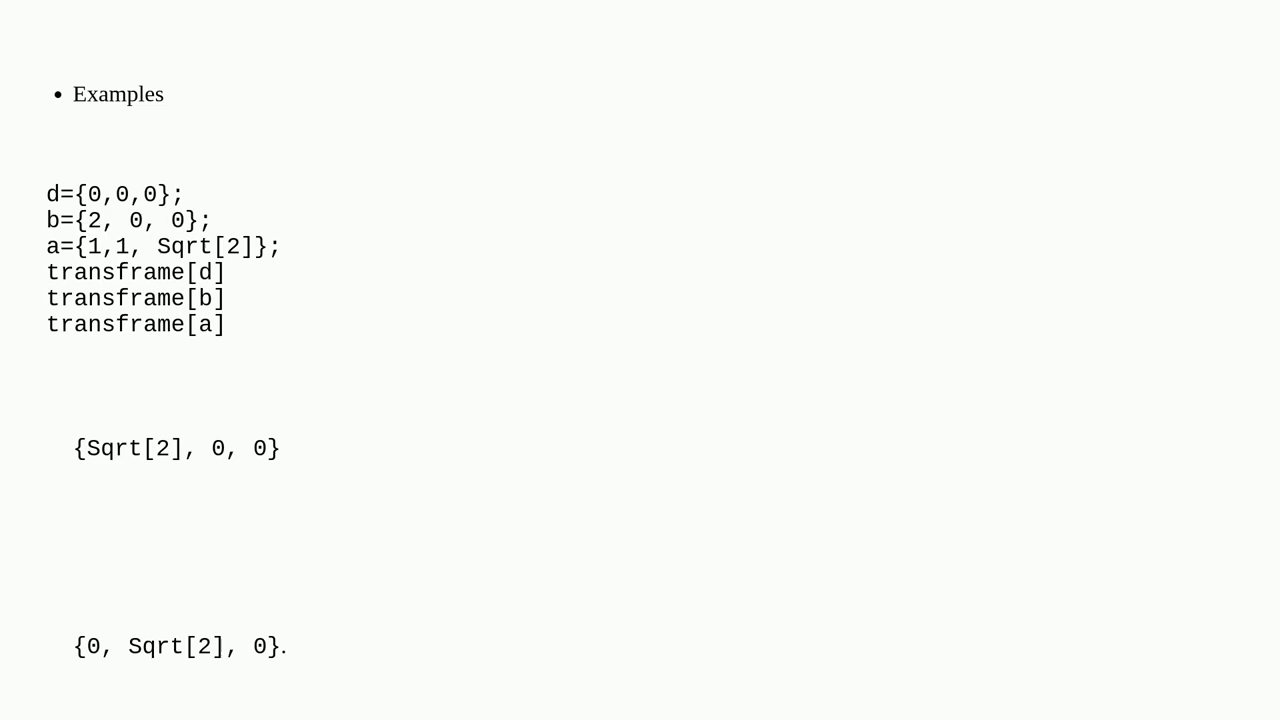 • Examples
d={0,0,0};
b={2, 0, 0};
a={1,1, Sqrt[2]};
transframe[d]
transframe[b]
transframe[a]
{Sqrt[2], 0, 0}
{0, Sqrt[2], 0}.